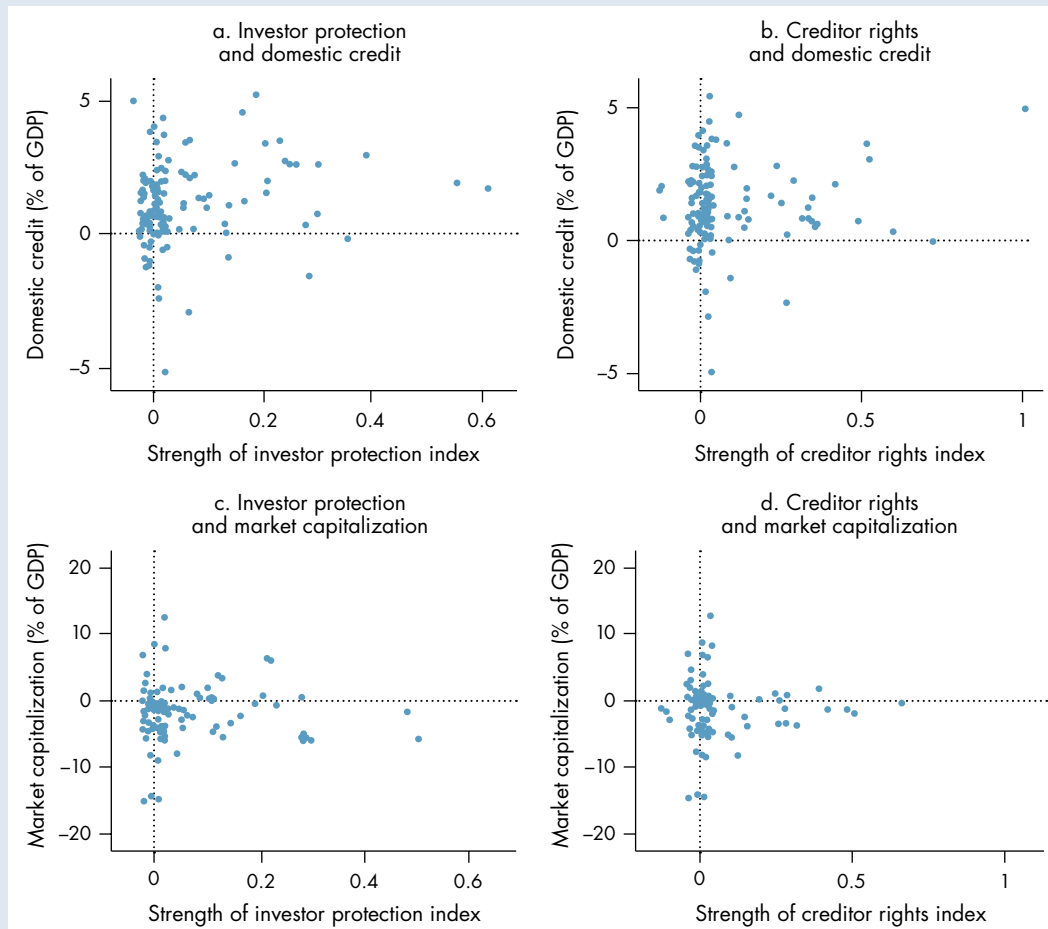 a. Investor protection
and domestic credit
Domestic credit (% of GDP)
5
0
–5
0
0.2
0.4
0.6
Strength of investor protection index
b. Creditor rights
and domestic credit
Domestic credit (% of GDP)
5
0
–5
0
0.5
1
Strength of creditor rights index
c. Investor protection
and market capitalization
Market capitalization (% of GDP)
20
10
0
–10
–20
0
0.2
0.4
0.6
Strength of investor protection index
d. Creditor rights
and market capitalization
Market capitalization (% of GDP)
20
10
0
–10
–20
0
0.5
1
Strength of creditor rights index